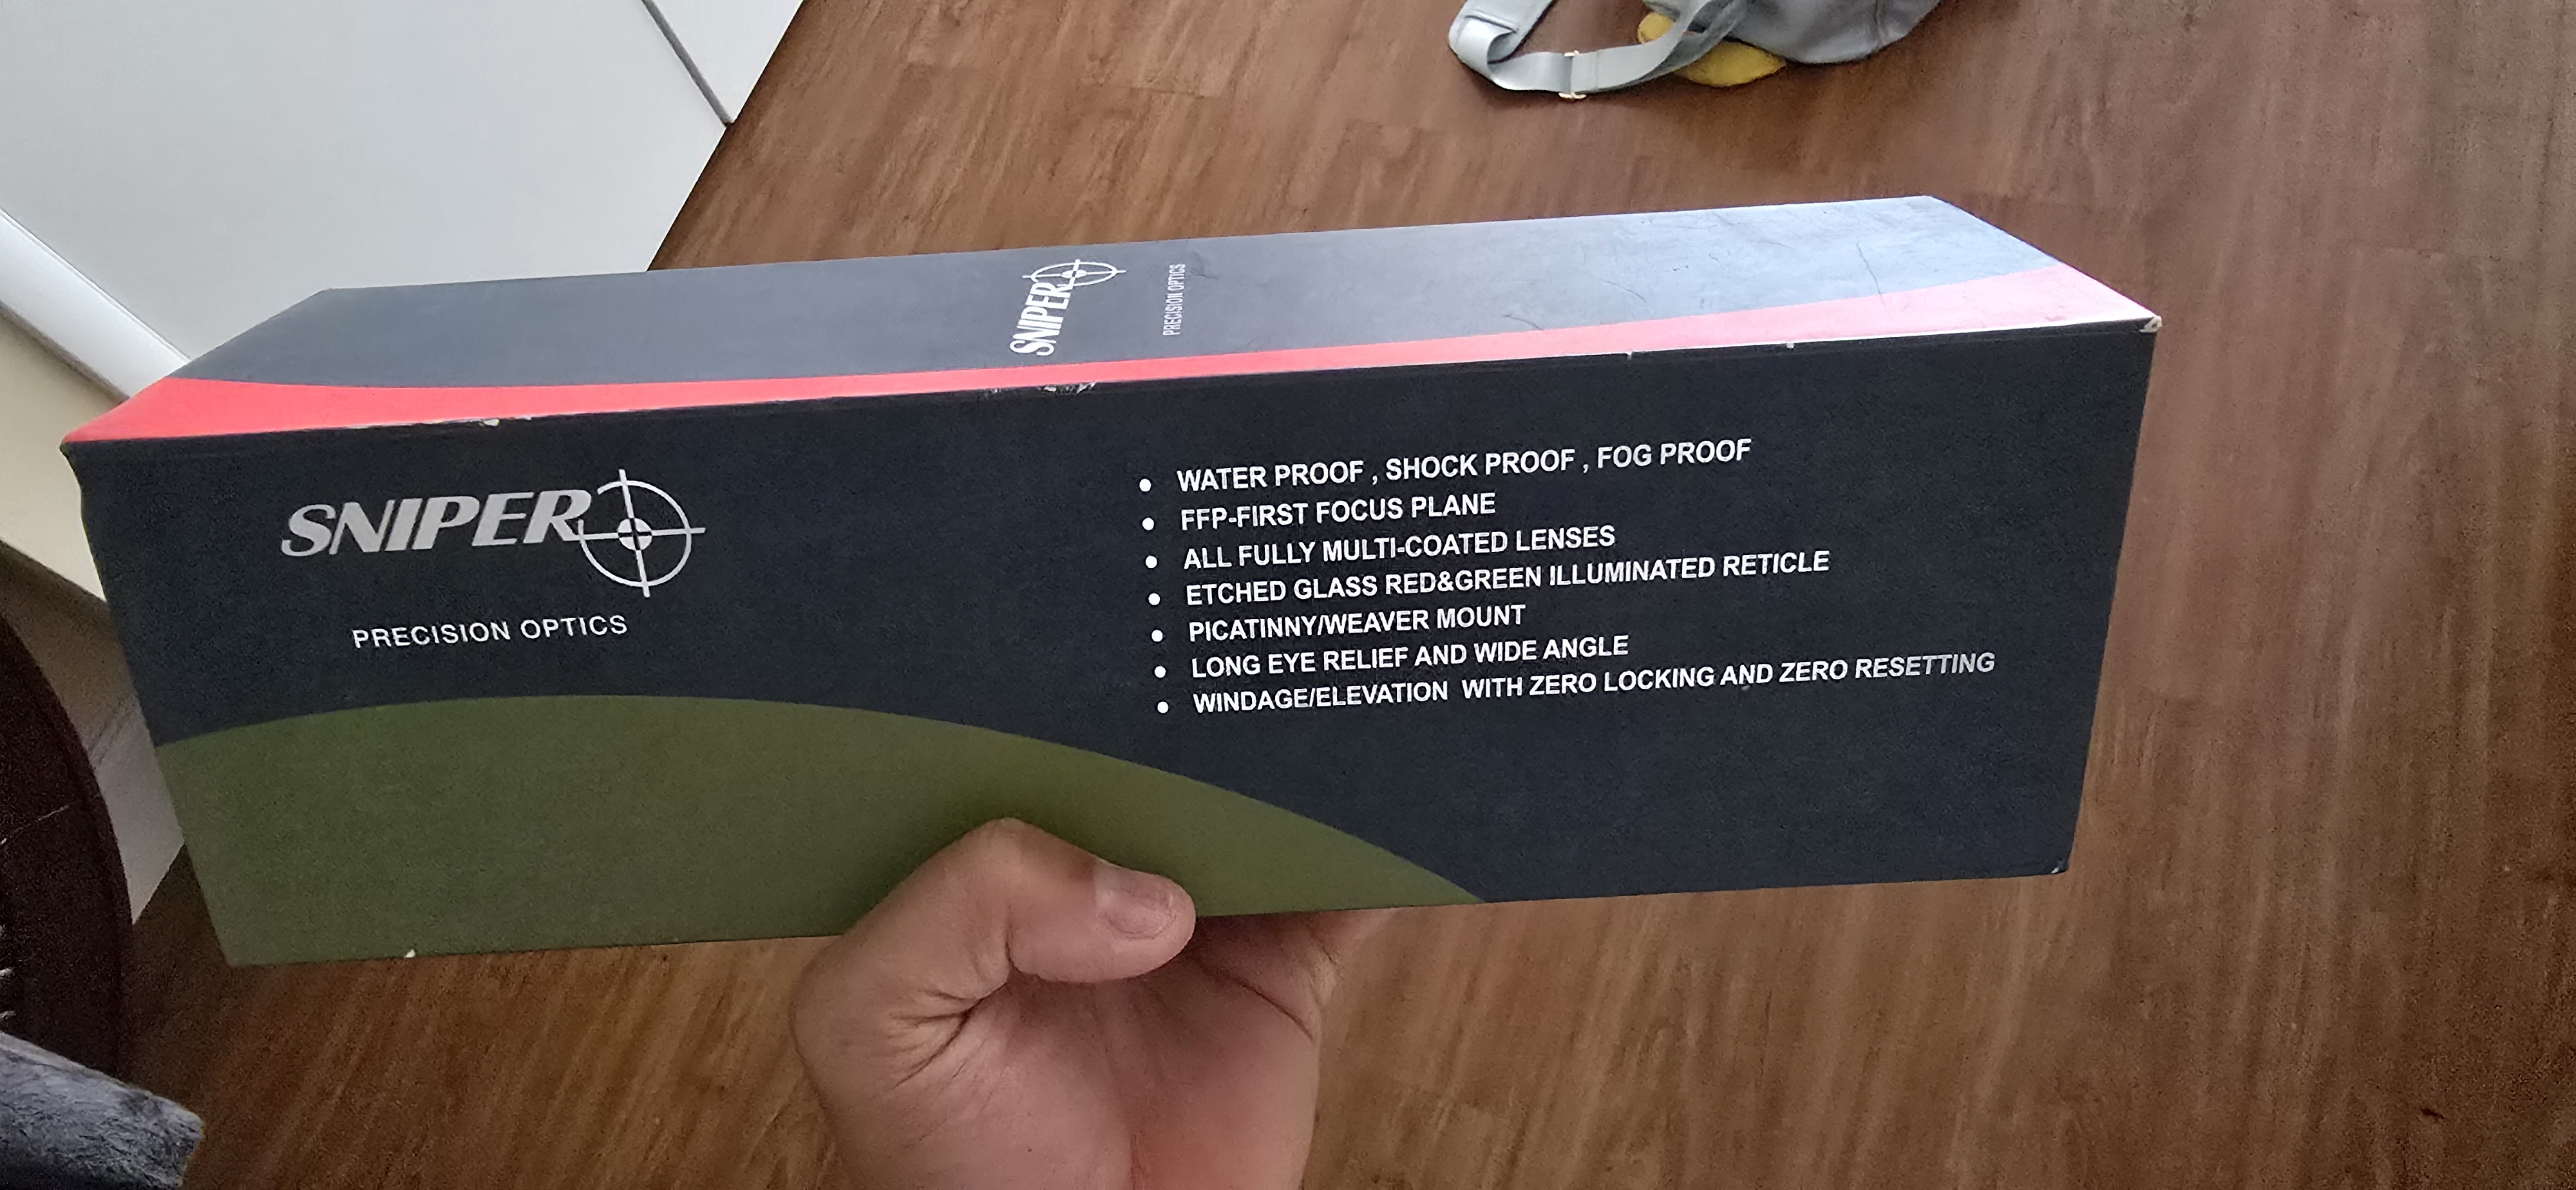 SNIPER
PRECISION OPTICS
SNIPER
PRECISION OPTICS
• WATER PROOF , SHOCK PROOF , FOG PROOF
• FFP-FIRST FOCUS PLANE
• ALL FULLY MULTI-COATED LENSES
• ETCHED GLASS RED&GREEN ILLUMINATED RETICLE
• PICATINNY/WEAVER MOUNT
• LONG EYE RELIEF AND WIDE ANGLE
• WINDAGE/ELEVATION WITH ZERO LOCKING AND ZERO RESETTING